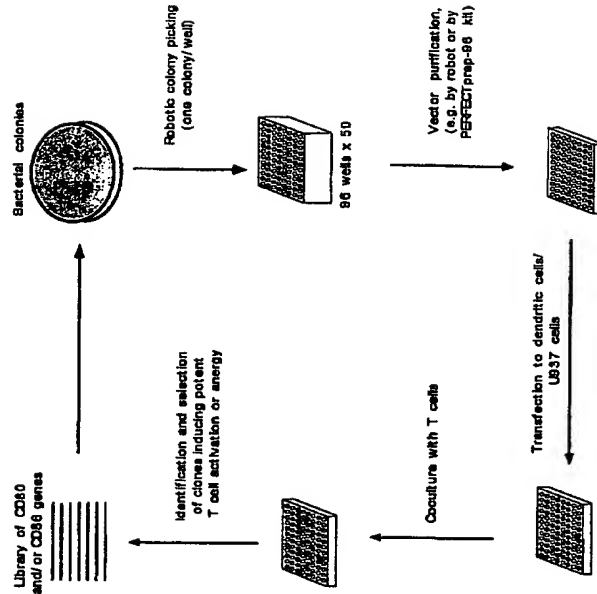 Library of CD80
and/or CD86 genes
Bacterial colonies
Robotic colony picking
(one colony/well)
96 wells x 50
Vector purification,
(e.g. by robot or by
PERFECTprep-96 kit)
Transfection to dendritic cells/
U937 cells
Coculture with T cells
Identification and selection
of clones inducing potent
T cell activation or anergy